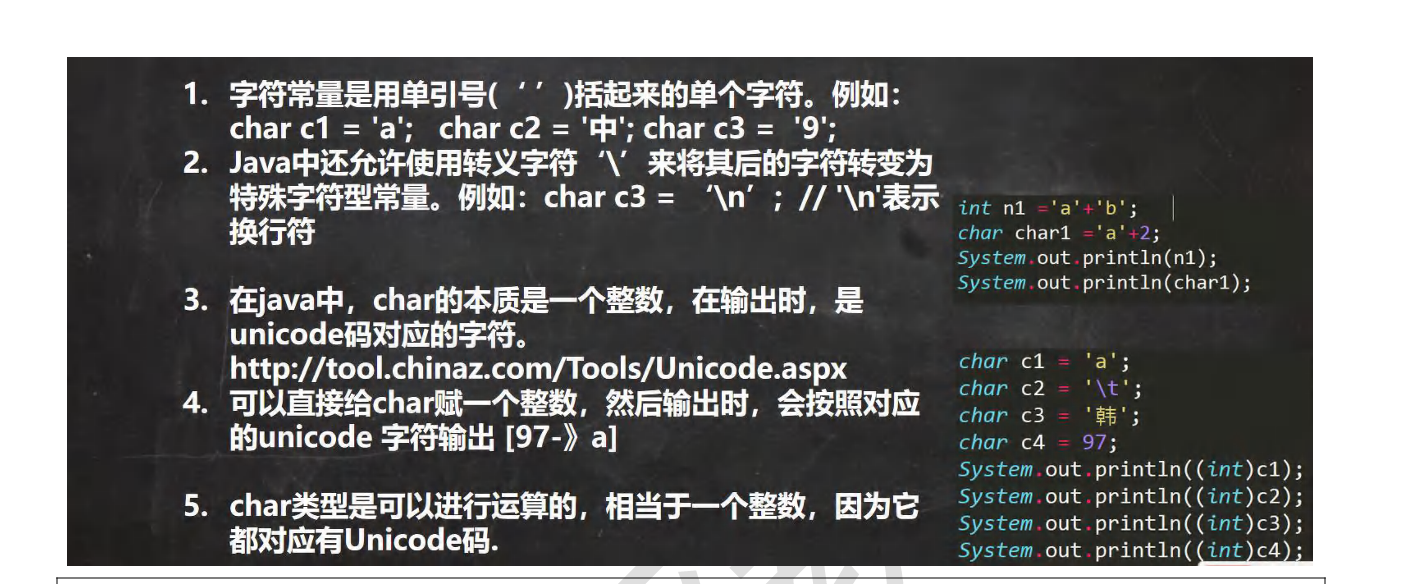 1. 字符常量是用单引号(‘ ’)括起来的单个字符。例如：
char c1 = 'a'; char c2 = '中'; char c3 = '9';
2. Java中还允许使用转义字符‘\’来将其后的字符转变为
特殊字符型常量。例如：char c3 = ‘\n’; // '\n'表示
换行符
3. 在java中，char的本质是一个整数，在输出时，是
unicode码对应的字符。
http://tool.chinaz.com/Tools/Unicode.aspx
4. 可以直接给char赋一个整数，然后输出时，会按照对应
的unicode 字符输出 [97-》a]
5. char类型是可以进行运算的，相当于一个整数，因为它
都对应有Unicode码.
int n1 ='a'+'b';
char char1 ='a'+2;
System.out.println(n1);
System.out.println(char1);
char c1 = 'a';
char c2 = '\t';
char c3 = '韩';
char c4 = 97;
System.out.println((int)c1);
System.out.println((int)c2);
System.out.println((int)c3);
System.out.println((int)c4);